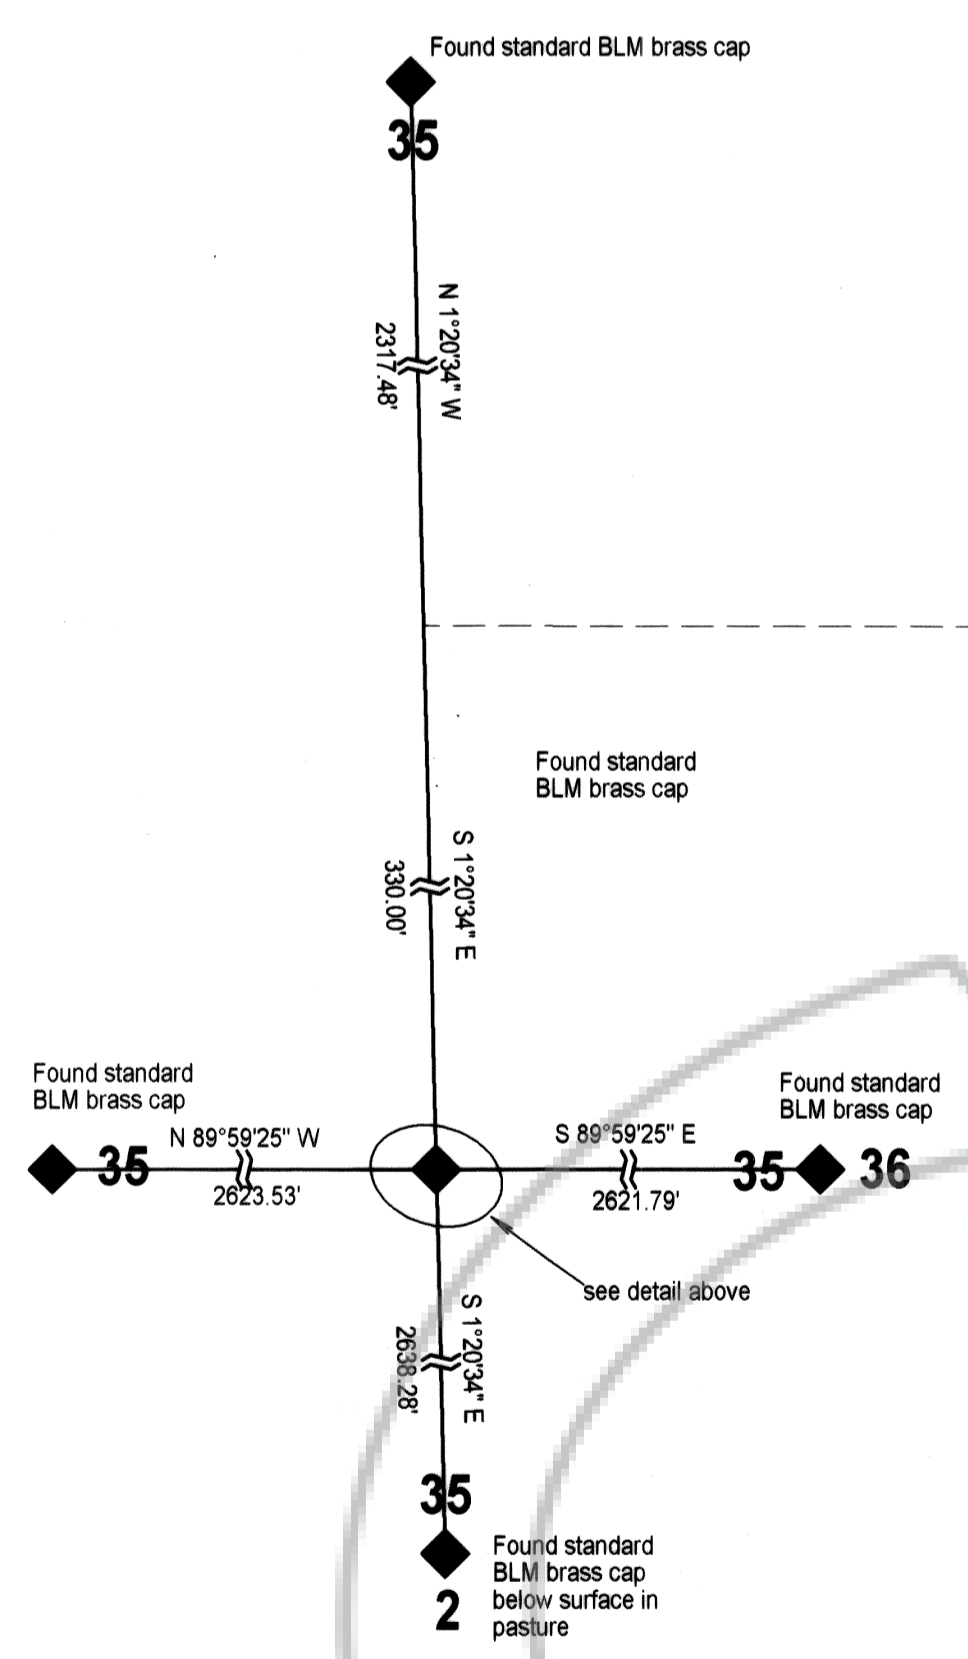 Found standard BLM brass cap
35
N 1°20'34" W
2317.48'
Found standard
BLM brass cap
S 1°20'34" E
330.00'
Found standard
BLM brass cap
Found standard
BLM brass cap
N 89°59'25" W
S 89°59'25" E
35
35
36
2623.53'
2621.79'
see detail above
S 1°20'34" E
2638.28'
35
Found standard
BLM brass cap
below surface in
pasture
2